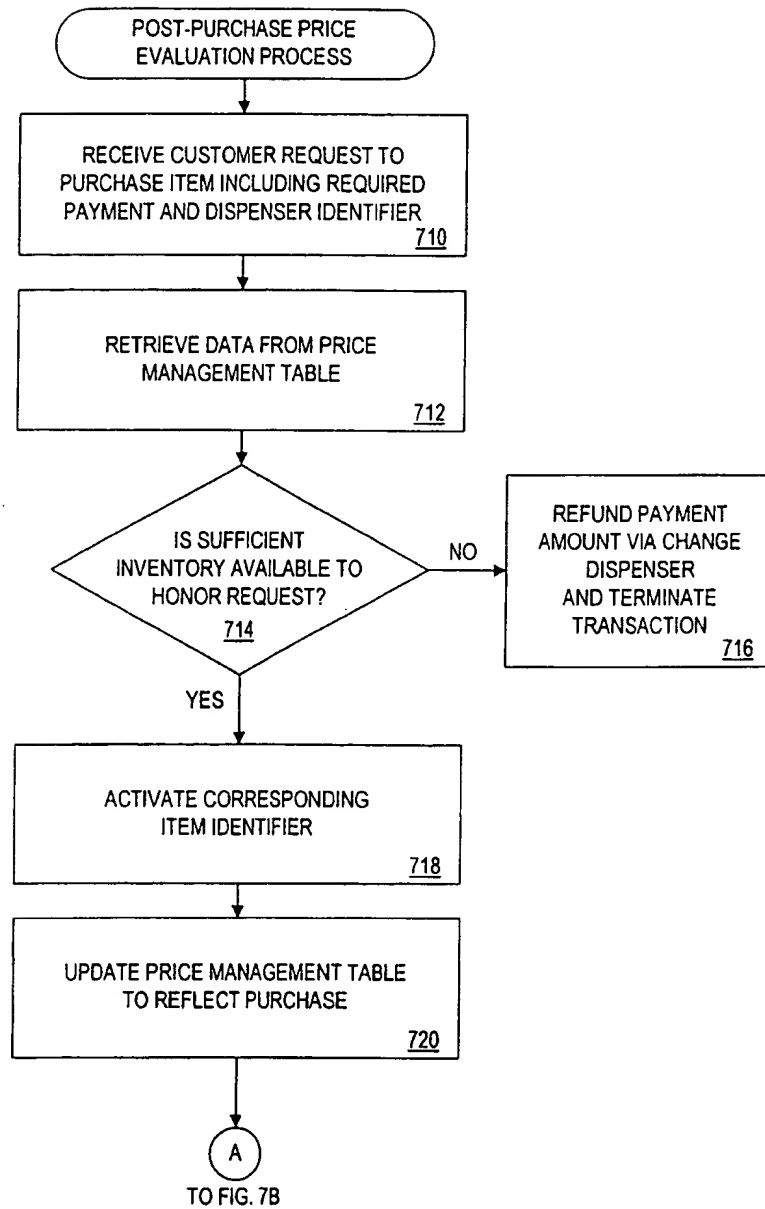 POST-PURCHASE PRICE
EVALUATION PROCESS
RECEIVE CUSTOMER REQUEST TO
PURCHASE ITEM INCLUDING REQUIRED
PAYMENT AND DISPENSER IDENTIFIER
710
RETRIEVE DATA FROM PRICE
MANAGEMENT TABLE
712
IS SUFFICIENT
INVENTORY AVAILABLE TO
HONOR REQUEST?
714
NO
REFUND PAYMENT
AMOUNT VIA CHANGE
DISPENSER
AND TERMINATE
TRANSACTION
716
YES
ACTIVATE CORRESPONDING
ITEM IDENTIFIER
718
UPDATE PRICE MANAGEMENT TABLE
TO REFLECT PURCHASE
720
A
TO FIG. 7B